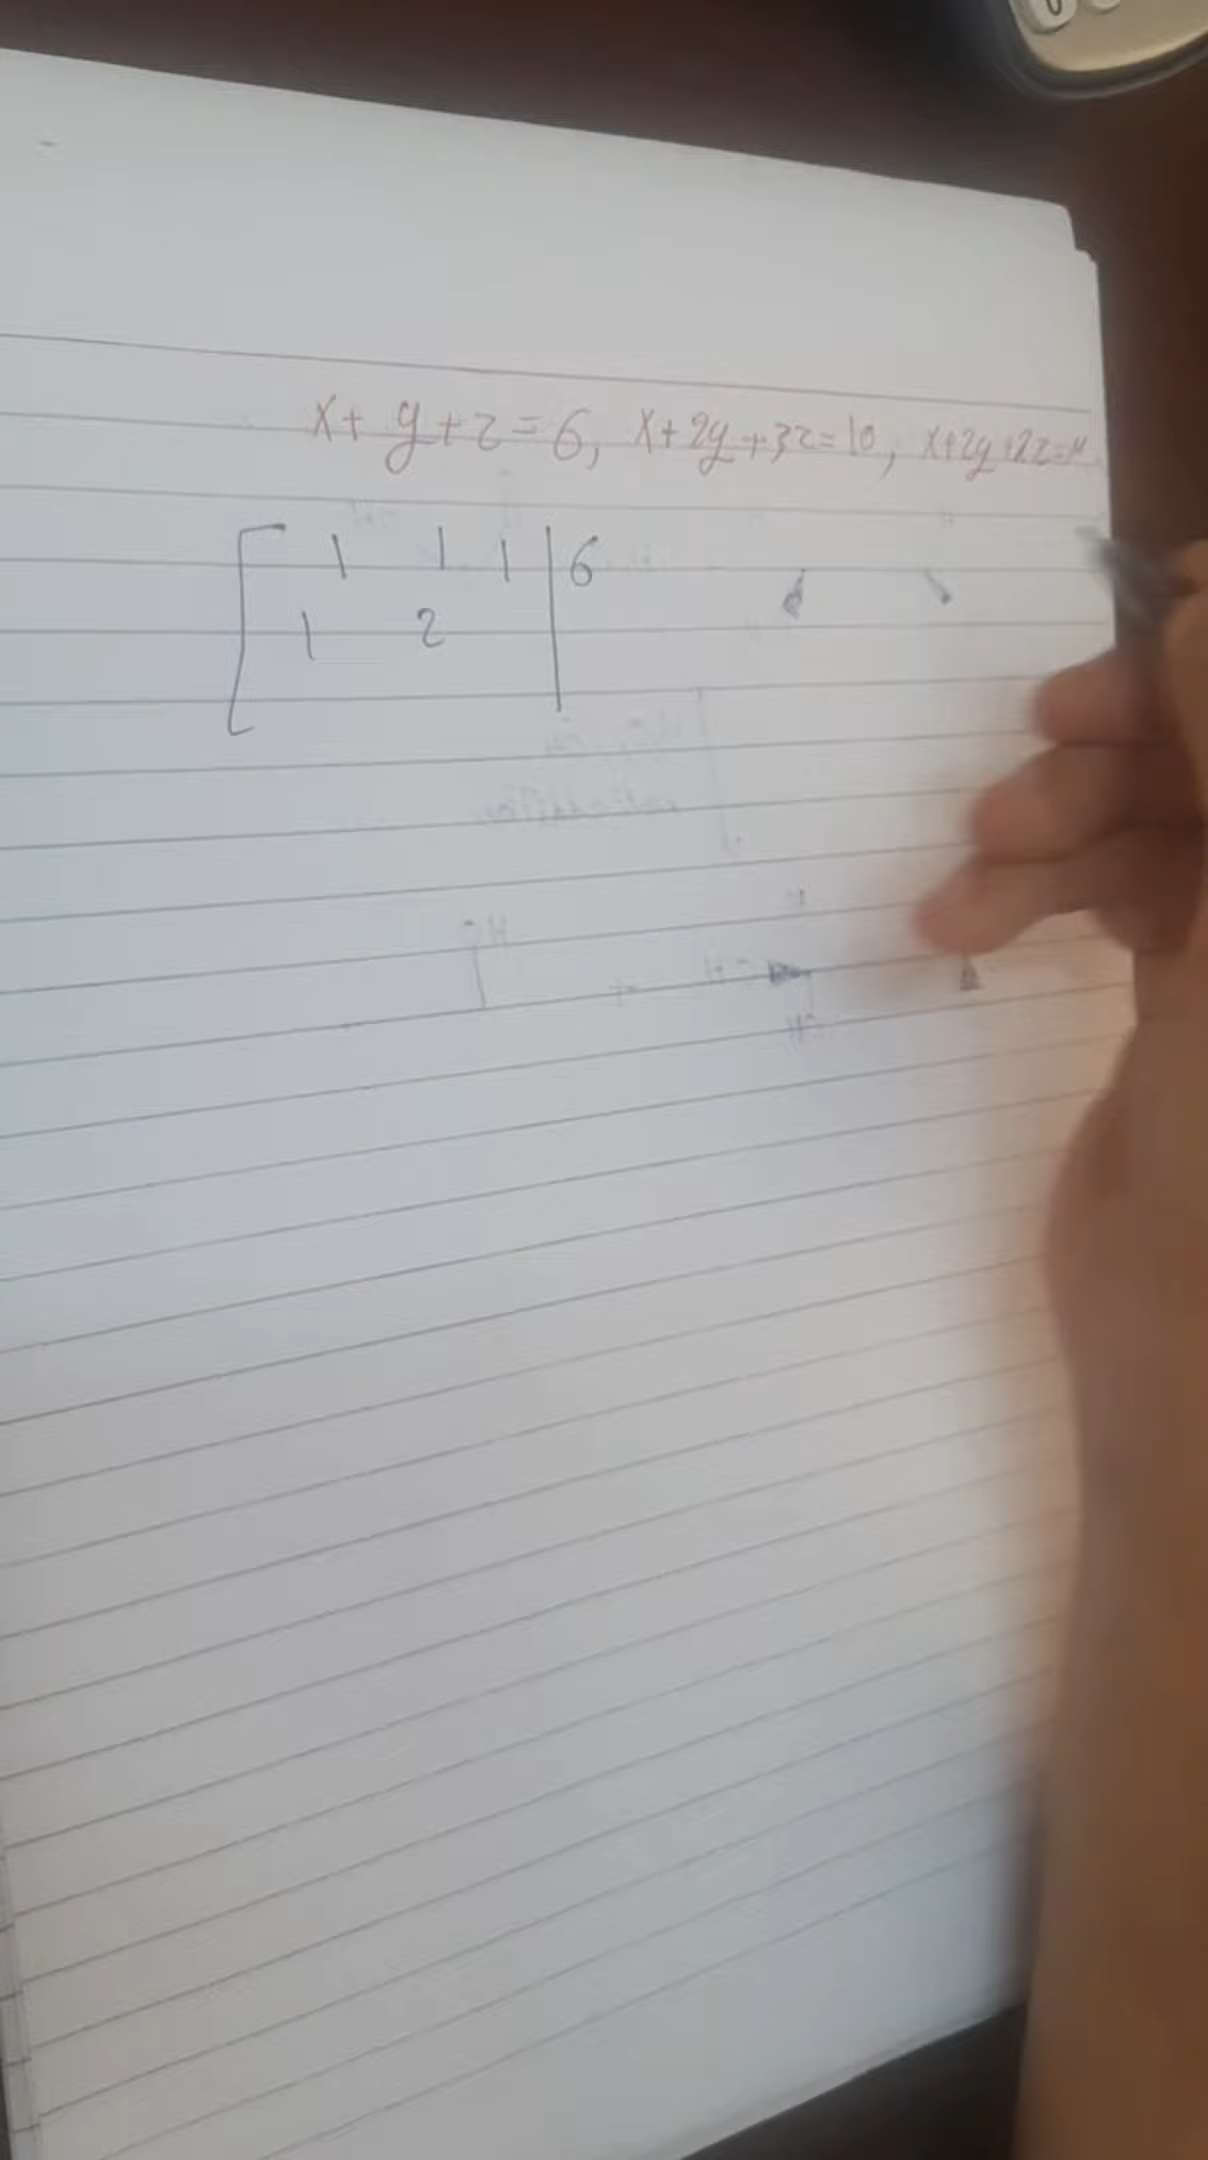 x + y + z = 6, x + 2y + 3z = 10, x + 2y + 2z =
1 1 1 | 6
1 2